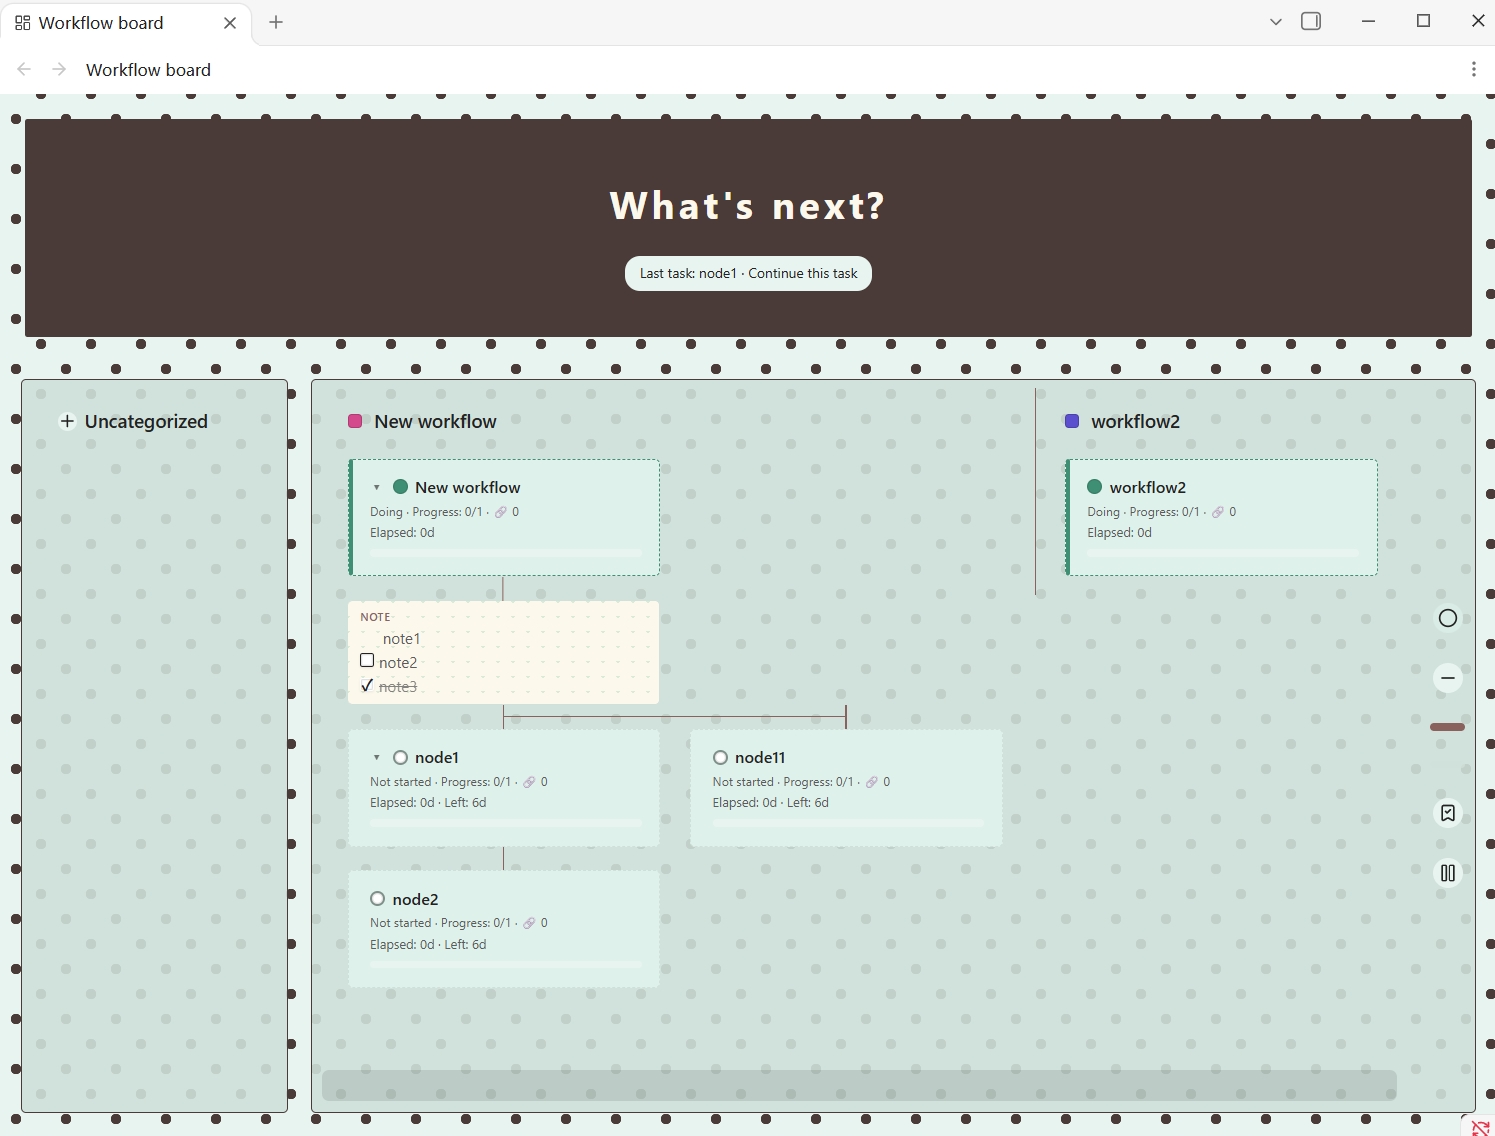 Workflow board
Workflow board
What's next?
Last task: node1 · Continue this task
Uncategorized
New workflow
New workflow
Doing · Progress: 0/1 · 🔗 0
Elapsed: 0d
NOTE
note1
note2
note3
node1
Not started · Progress: 0/1 · 🔗 0
Elapsed: 0d · Left: 6d
node11
Not started · Progress: 0/1 · 🔗 0
Elapsed: 0d · Left: 6d
node2
Not started · Progress: 0/1 · 🔗 0
Elapsed: 0d · Left: 6d
workflow2
workflow2
Doing · Progress: 0/1 · 🔗 0
Elapsed: 0d